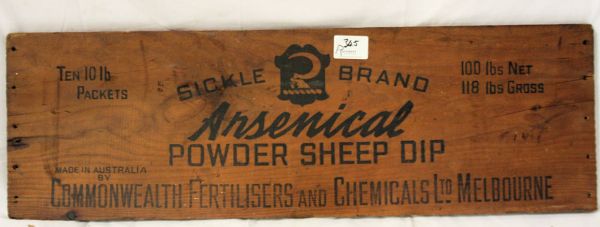 345
TEN 10 lb
PACKETS
SICKLE BRAND
100 lbs NET
118 lbs GROSS
Arsenical
POWDER SHEEP DIP
MADE IN AUSTRALIA
BY
COMMONWEALTH FERTILISERS AND CHEMICALS LTD MELBOURNE